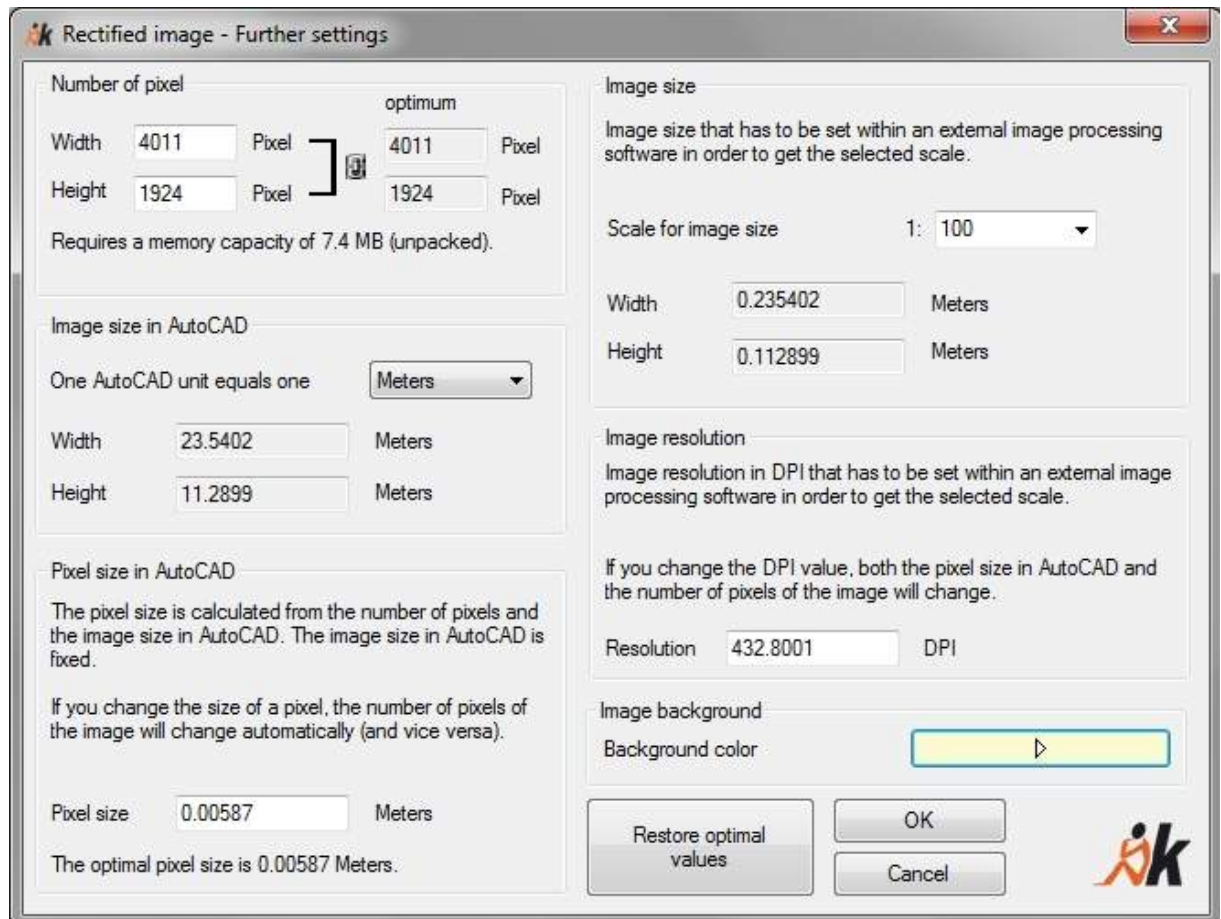 Rectified image - Further settings
Number of pixel
optimum
Width 4011 Pixel 4011 Pixel
Height 1924 Pixel 1924 Pixel
Requires a memory capacity of 7.4 MB (unpacked).
Image size in AutoCAD
One AutoCAD unit equals one Meters
Width 23.5402 Meters
Height 11.2899 Meters
Pixel size in AutoCAD
The pixel size is calculated from the number of pixels and
the image size in AutoCAD. The image size in AutoCAD is
fixed.
If you change the size of a pixel, the number of pixels of
the image will change automatically (and vice versa).
Pixel size 0.00587 Meters
The optimal pixel size is 0.00587 Meters.
Image size
Image size that has to be set within an external image processing
software in order to get the selected scale.
Scale for image size 1: 100
Width 0.235402 Meters
Height 0.112899 Meters
Image resolution
Image resolution in DPI that has to be set within an external image
processing software in order to get the selected scale.
If you change the DPI value, both the pixel size in AutoCAD and
the number of pixels of the image will change.
Resolution 432.8001 DPI
Image background
Background color
Restore optimal
values
OK
Cancel
k